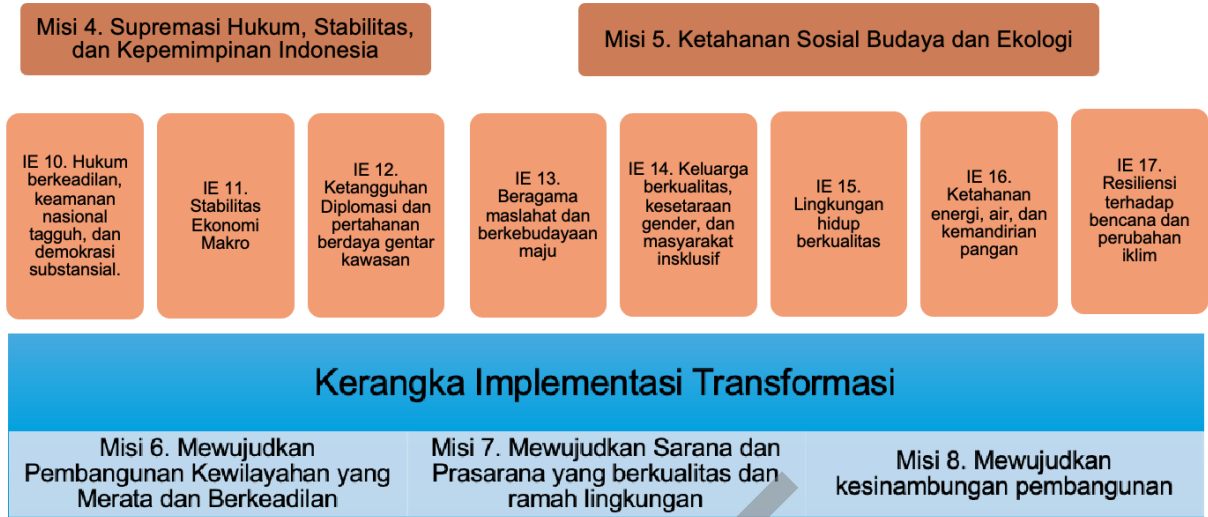 Misi 4. Supremasi Hukum, Stabilitas,
dan Kepemimpinan Indonesia
Misi 5. Ketahanan Sosial Budaya dan Ekologi
IE 10. Hukum
berkeadilan,
keamanan
nasional
tagguh, dan
demokrasi
substansial.
IE 11.
Stabilitas
Ekonomi
Makro
IE 12.
Ketangguhan
Diplomasi dan
pertahanan
berdaya gentar
kawasan
IE 13.
Beragama
maslahat dan
berkebudayaan
maju
IE 14. Keluarga
berkualitas,
kesetaraan
gender, dan
masyarakat
insklusif
IE 15.
Lingkungan
hidup
berkualitas
IE 16.
Ketahanan
energi, air, dan
kemandirian
pangan
IE 17.
Resiliensi
terhadap
bencana dan
perubahan
iklim
Kerangka Implementasi Transformasi
Misi 6. Mewujudkan
Pembangunan Kewilayahan yang
Merata dan Berkeadilan
Misi 7. Mewujudkan Sarana dan
Prasarana yang berkualitas dan
ramah lingkungan
Misi 8. Mewujudkan
kesinambungan pembangunan